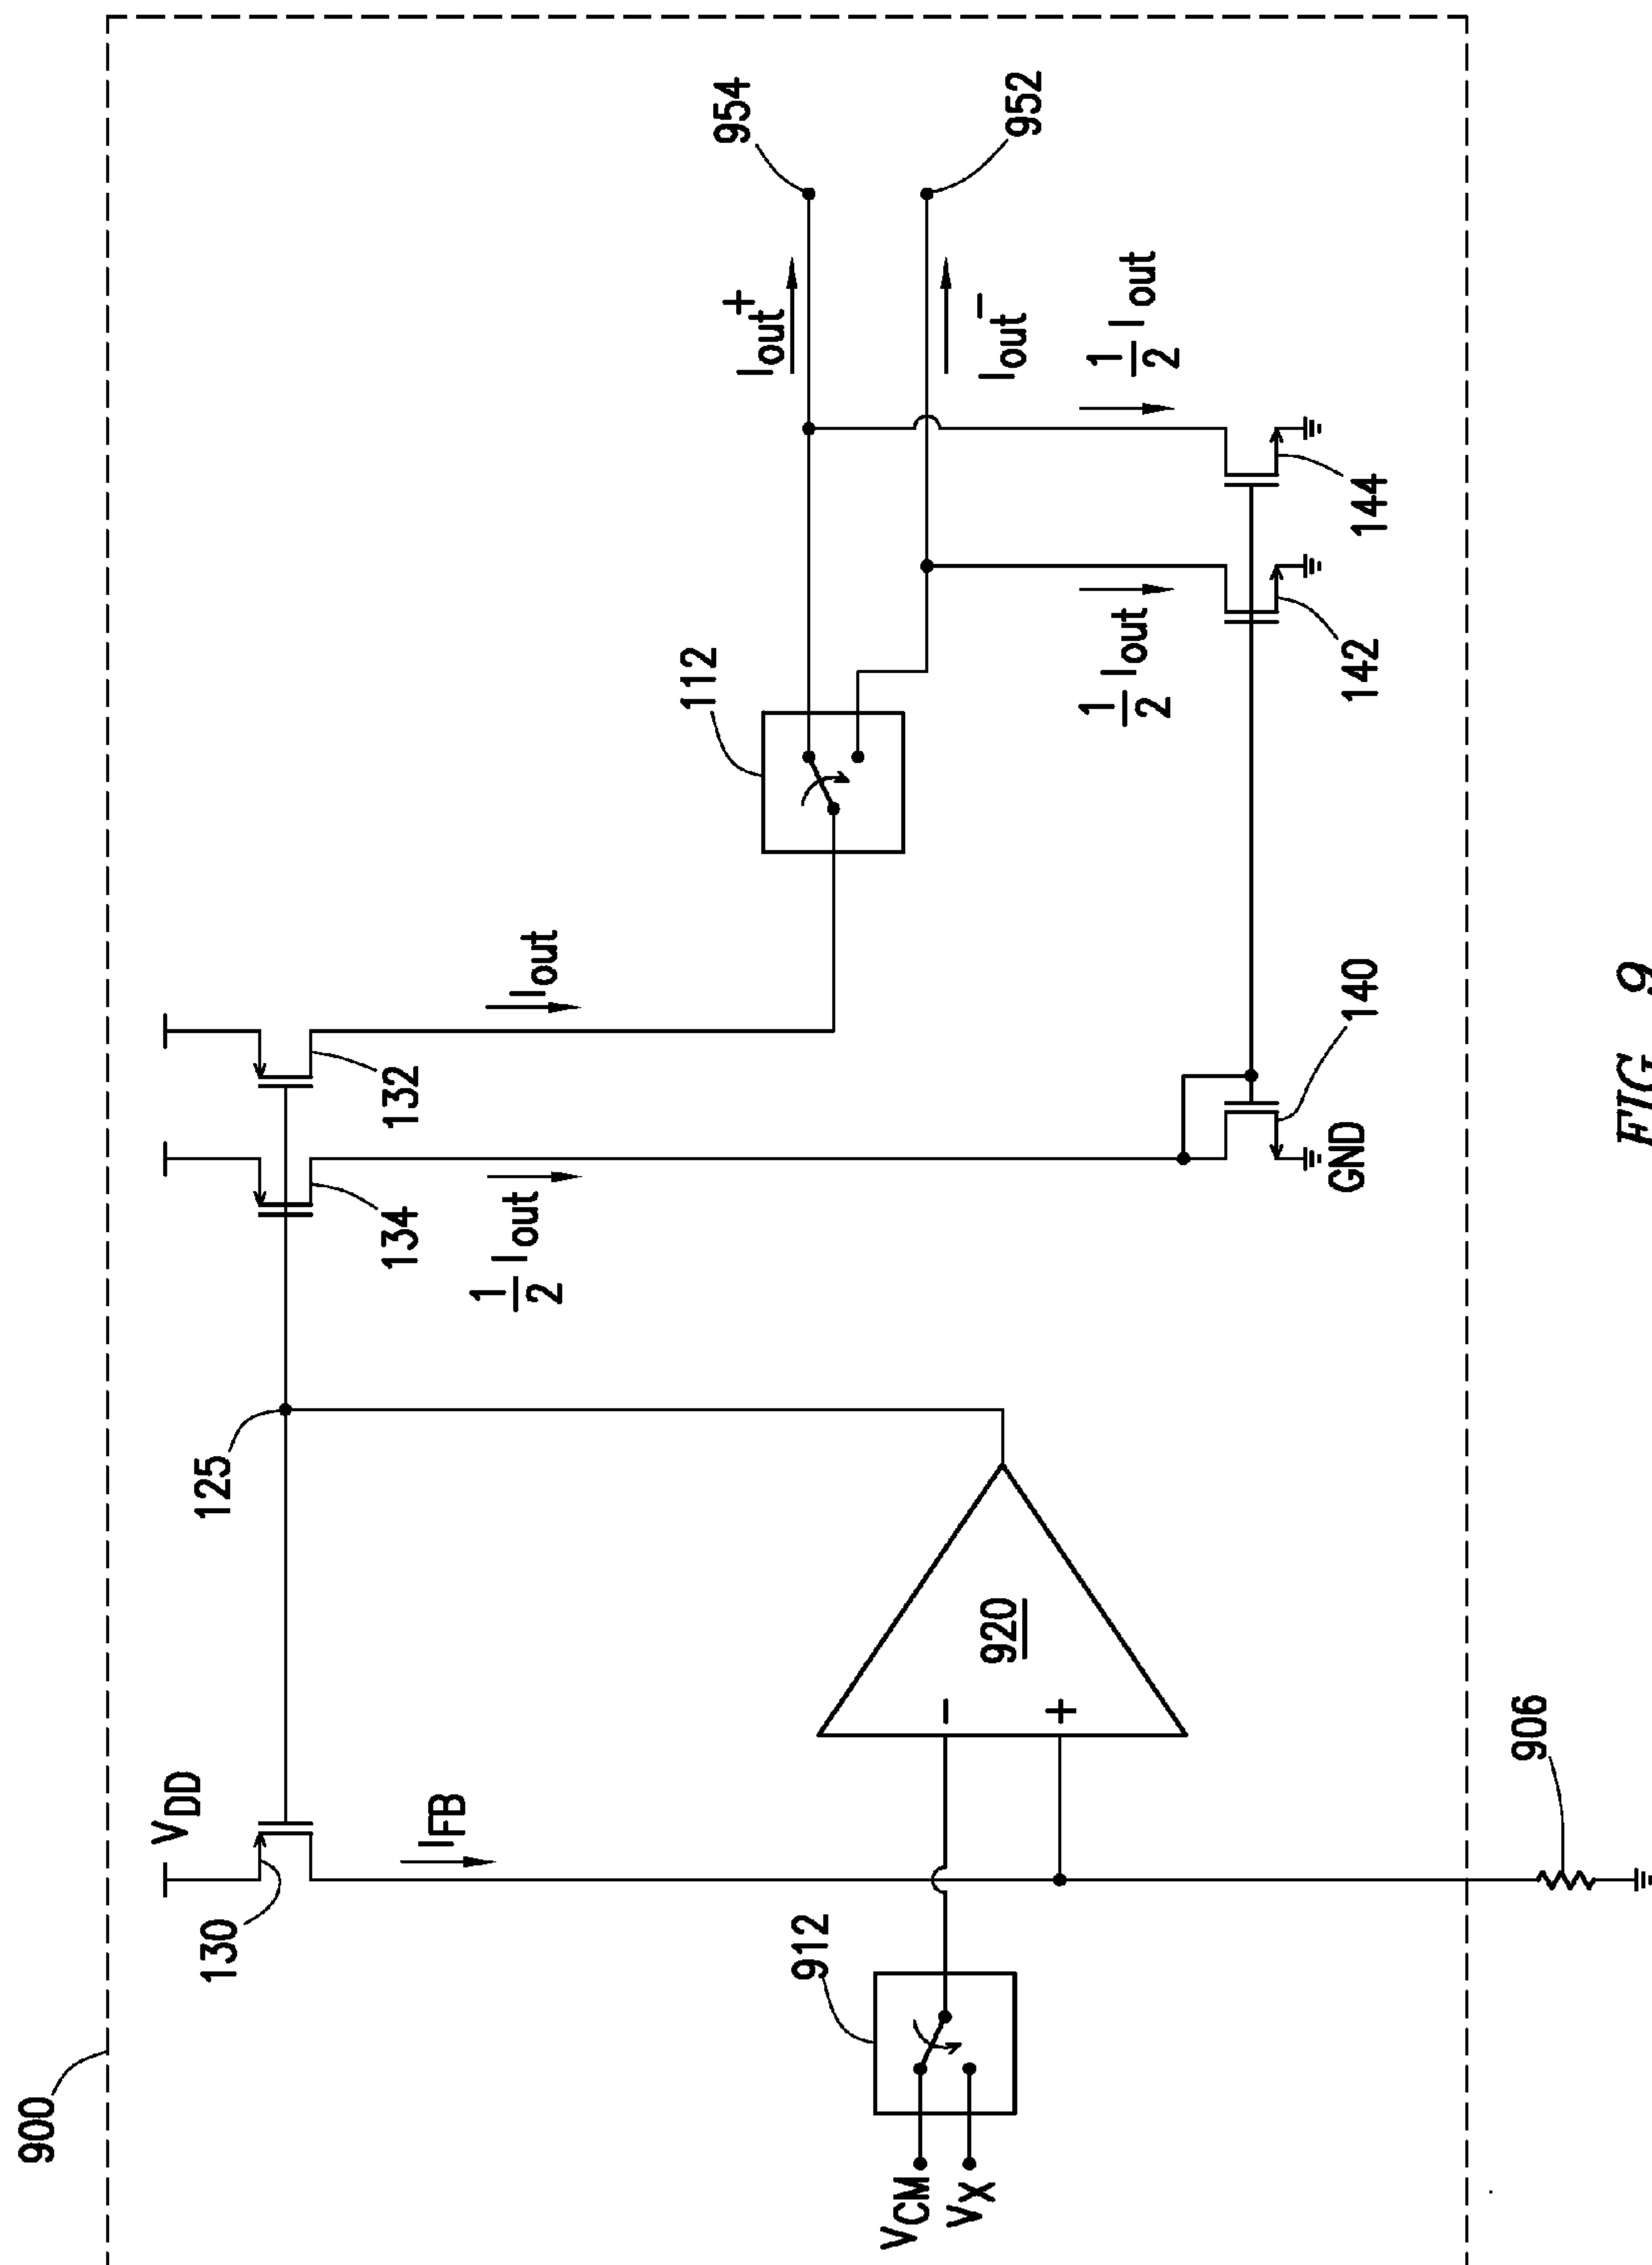 900
V_DD
130
125
134
132
I_FB
1/2 I_out
I_out
912
V_CM
V_X
−
+
920
112
I_out^+
954
952
I_out^-
1/2 I_out
1/2 I_out
142
144
140
GND
906
FIG. 9